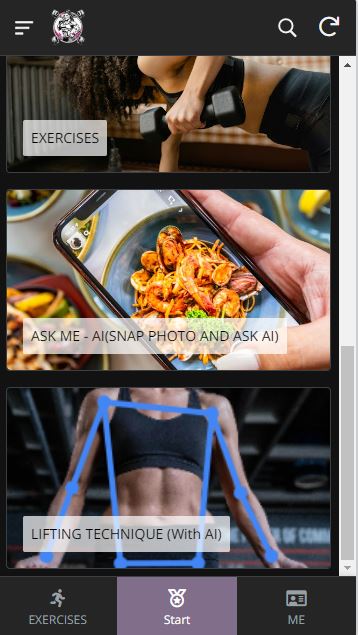 EXERCISES
ASK ME - AI(SNAP PHOTO AND ASK AI)
LIFTING TECHNIQUE (With AI)
EXERCISES
Start
ME